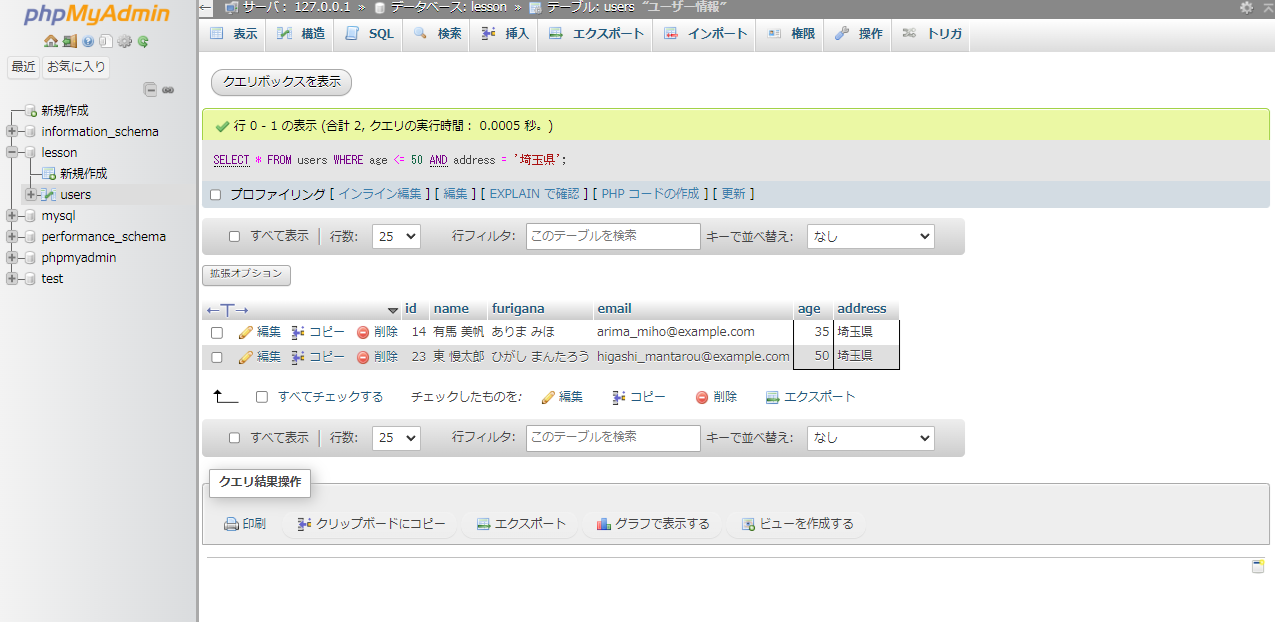 phpMyAdmin
最近 お気に入り
新規作成
information_schema
lesson
新規作成
users
mysql
performance_schema
phpmyadmin
test
サーバ： 127.0.0.1 » データベース: lesson » テーブル: users "ユーザー情報"
表示 構造 SQL 検索 挿入 エクスポート インポート 権限 操作 トリガ
クエリボックスを表示
行 0 - 1 の表示 (合計 2, クエリの実行時間： 0.0005 秒。)
SELECT * FROM users WHERE age <= 50 AND address = '埼玉県';
プロファイリング [ インライン編集 ] [ 編集 ] [ EXPLAIN で確認 ] [ PHP コードの作成 ] [ 更新 ]
すべて表示 | 行数: 25 行フィルタ: このテーブルを検索 キーで並べ替え: なし
拡張オプション
←T→ id name furigana email age address
編集 コピー 削除 14 有馬 美帆 ありま みほ arima_miho@example.com 35 埼玉県
編集 コピー 削除 23 東 慢太郎 ひがし まんたろう higashi_mantarou@example.com 50 埼玉県
すべてチェックする チェックしたものを: 編集 コピー 削除 エクスポート
すべて表示 | 行数: 25 行フィルタ: このテーブルを検索 キーで並べ替え: なし
クエリ結果操作
印刷 クリップボードにコピー エクスポート グラフで表示する ビューを作成する